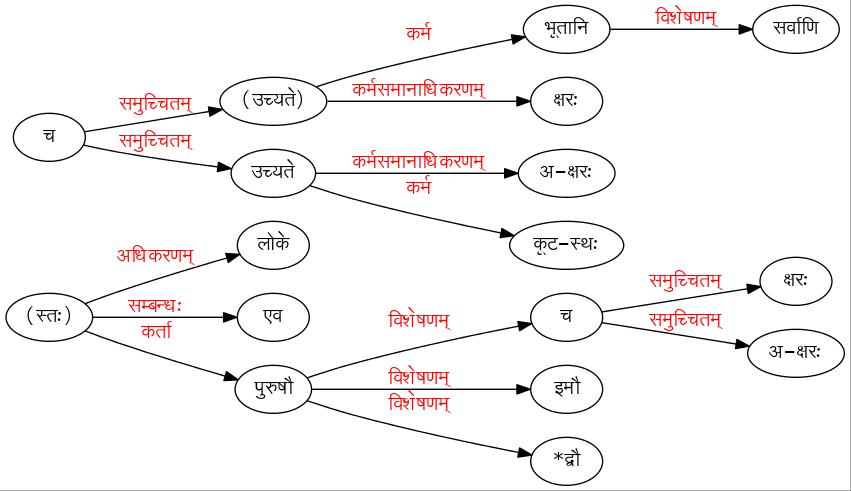 कर्म
भूतानि
विशेषणम्
सर्वाणि
च
समुच्चितम्
(उच्यते)
कर्मसमानाधिकरणम्
क्षरः
समुच्चितम्
उच्यते
कर्मसमानाधिकरणम्
अ-क्षरः
कर्म
कूट-स्थः
(स्तः)
अधिकरणम्
लोके
सम्बन्धः
एव
कर्ता
पुरुषौ
विशेषणम्
च
समुच्चितम्
क्षरः
समुच्चितम्
अ-क्षरः
विशेषणम्
इमौ
विशेषणम्
*द्वौ